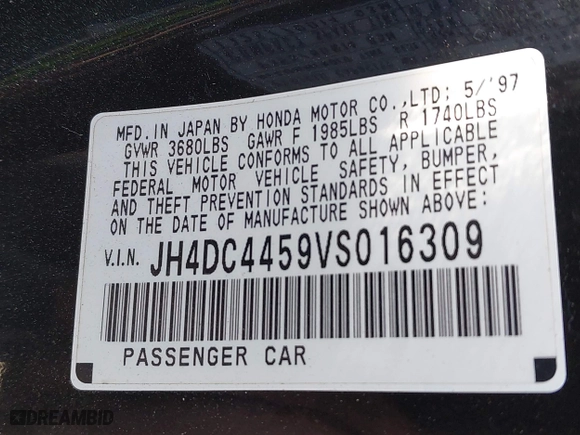 MFD. IN JAPAN BY HONDA MOTOR CO.,LTD: 5/'97
GVWR 3680LBS GAWR F 1985LBS R 1740LBS
THIS VEHICLE CONFORMS TO ALL APPLICABLE
FEDERAL MOTOR VEHICLE SAFETY, BUMPER,
AND THEFT PREVENTION STANDARDS IN EFFECT
ON THE DATE OF MANUFACTURE SHOWN ABOVE:
V.I.N. JH4DC4459VS016309
PASSENGER CAR
DREAMBID